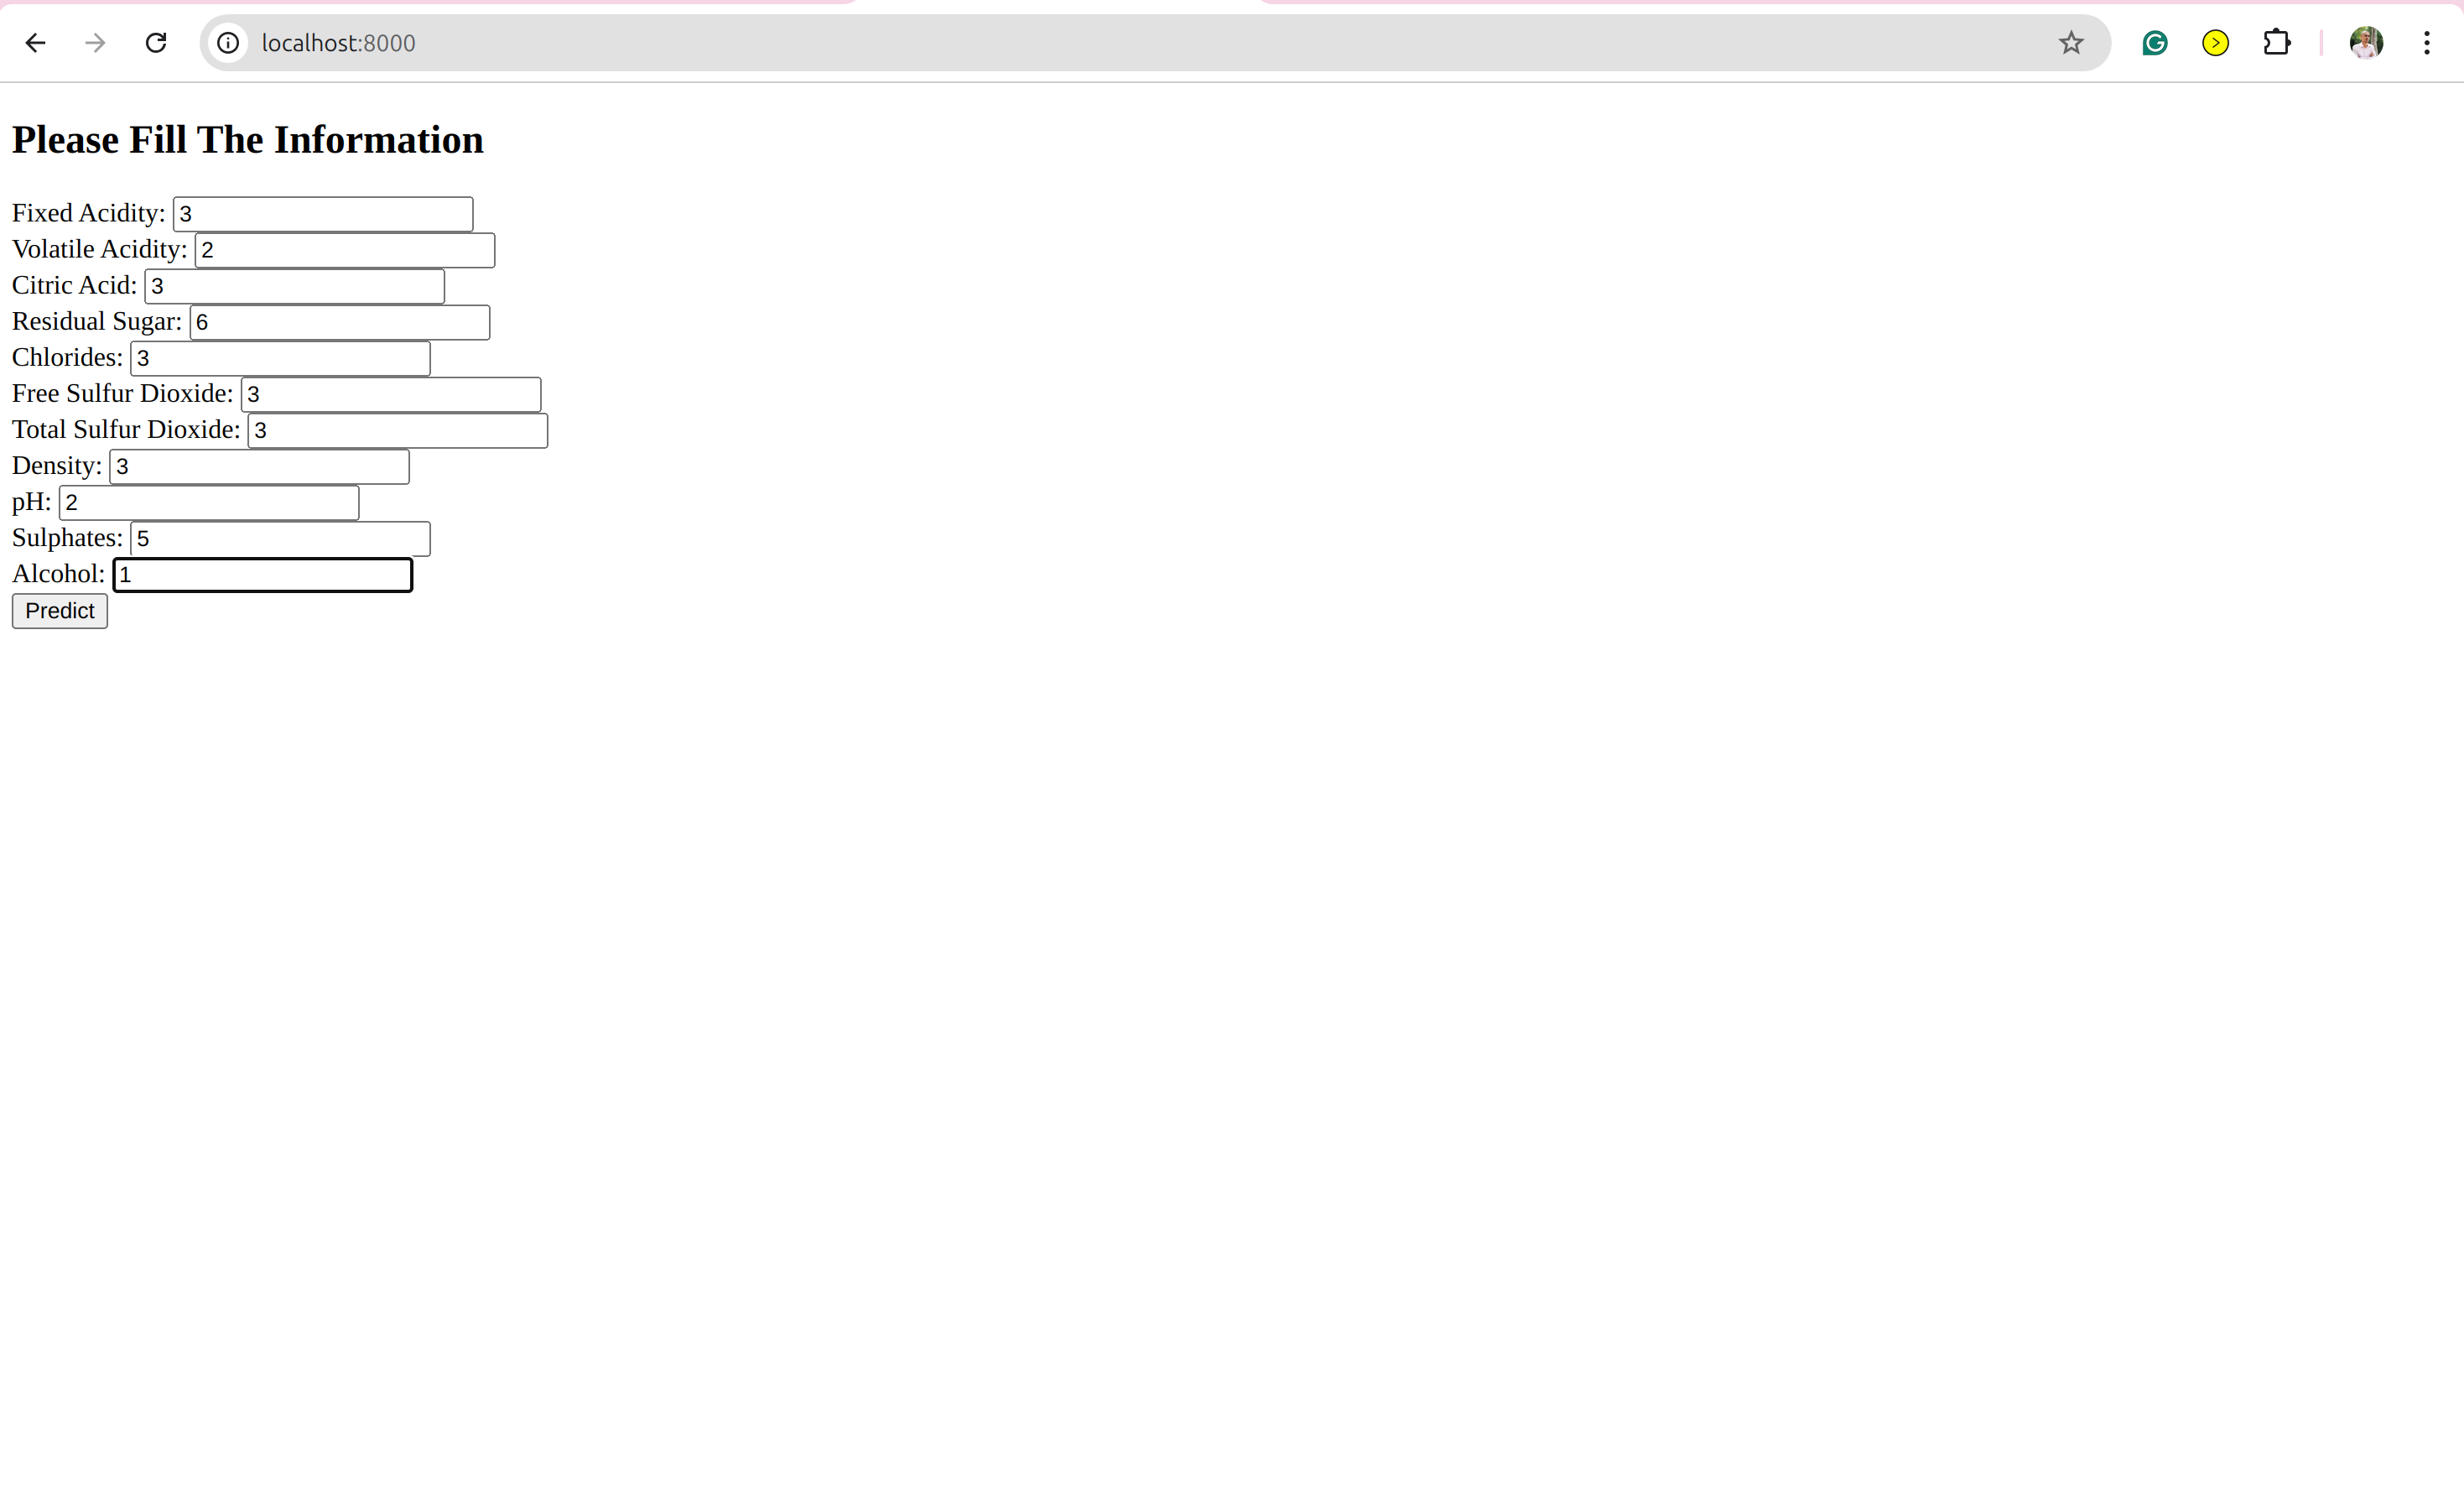 localhost:8000
Please Fill The Information
Fixed Acidity: 3
Volatile Acidity: 2
Citric Acid: 3
Residual Sugar: 6
Chlorides: 3
Free Sulfur Dioxide: 3
Total Sulfur Dioxide: 3
Density: 3
pH: 2
Sulphates: 5
Alcohol: 1
Predict